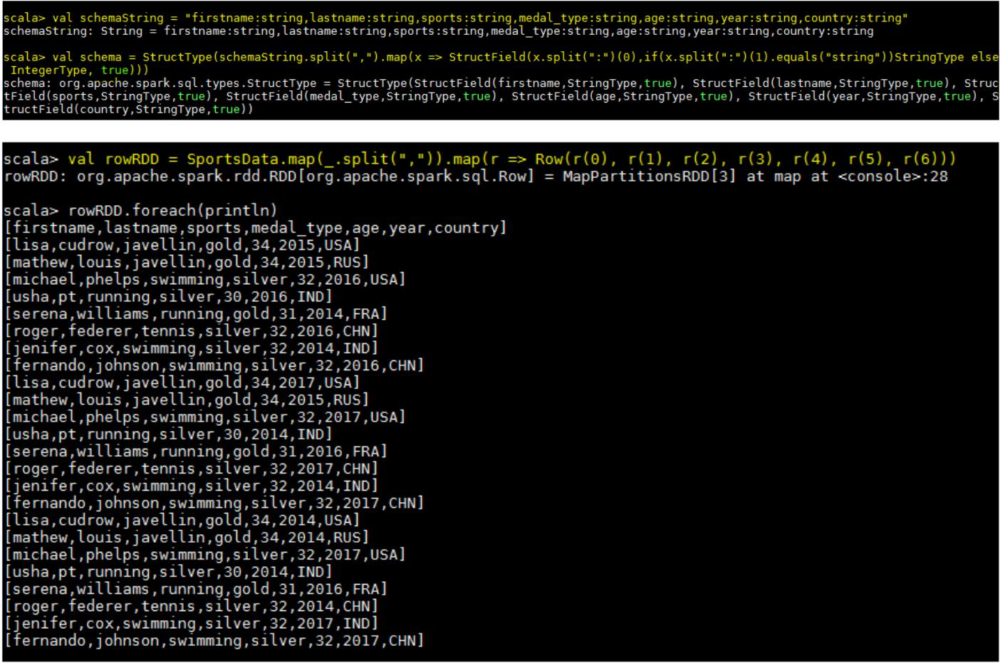 scala> val schemaString = "firstname:string,lastname:string,sports:string,medal_type:string,age:string,year:string,country:string"
schemaString: String = firstname:string,lastname:string,sports:string,medal_type:string,age:string,year:string,country:string
scala> val schema = StructType(schemaString.split(",").map(x => StructField(x.split(":")(0),if(x.split(":")(1).equals("string"))StringType else
 IntegerType, true)))
schema: org.apache.spark.sql.types.StructType = StructType(StructField(firstname,StringType,true), StructField(lastname,StringType,true), Struc
tField(sports,StringType,true), StructField(medal_type,StringType,true), StructField(age,StringType,true), StructField(year,StringType,true), S
tructField(country,StringType,true))
scala> val rowRDD = SportsData.map(_.split(",")).map(r => Row(r(0), r(1), r(2), r(3), r(4), r(5), r(6)))
rowRDD: org.apache.spark.rdd.RDD[org.apache.spark.sql.Row] = MapPartitionsRDD[3] at map at <console>:28
scala> rowRDD.foreach(println)
[firstname,lastname,sports,medal_type,age,year,country]
[lisa,cudrow,javellin,gold,34,2015,USA]
[mathew,louis,javellin,gold,34,2015,RUS]
[michael,phelps,swimming,silver,32,2016,USA]
[usha,pt,running,silver,30,2016,IND]
[serena,williams,running,gold,31,2014,FRA]
[roger,federer,tennis,silver,32,2016,CHN]
[jenifer,cox,swimming,silver,32,2014,IND]
[fernando,johnson,swimming,silver,32,2016,CHN]
[lisa,cudrow,javellin,gold,34,2017,USA]
[mathew,louis,javellin,gold,34,2015,RUS]
[michael,phelps,swimming,silver,32,2017,USA]
[usha,pt,running,silver,30,2014,IND]
[serena,williams,running,gold,31,2016,FRA]
[roger,federer,tennis,silver,32,2017,CHN]
[jenifer,cox,swimming,silver,32,2014,IND]
[fernando,johnson,swimming,silver,32,2017,CHN]
[lisa,cudrow,javellin,gold,34,2014,USA]
[mathew,louis,javellin,gold,34,2014,RUS]
[michael,phelps,swimming,silver,32,2017,USA]
[usha,pt,running,silver,30,2014,IND]
[serena,williams,running,gold,31,2016,FRA]
[roger,federer,tennis,silver,32,2014,CHN]
[jenifer,cox,swimming,silver,32,2017,IND]
[fernando,johnson,swimming,silver,32,2017,CHN]